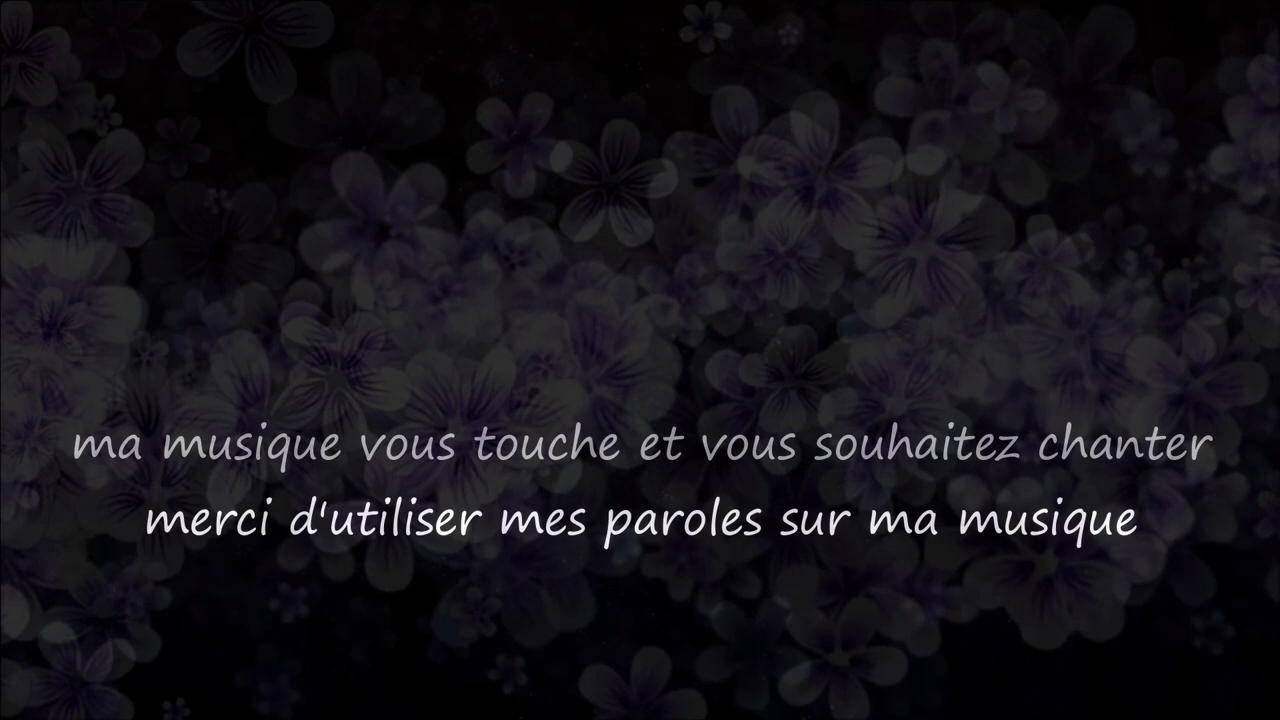 ma musique vous touche et vous souhaitez chanter
merci d'utiliser mes paroles sur ma musique